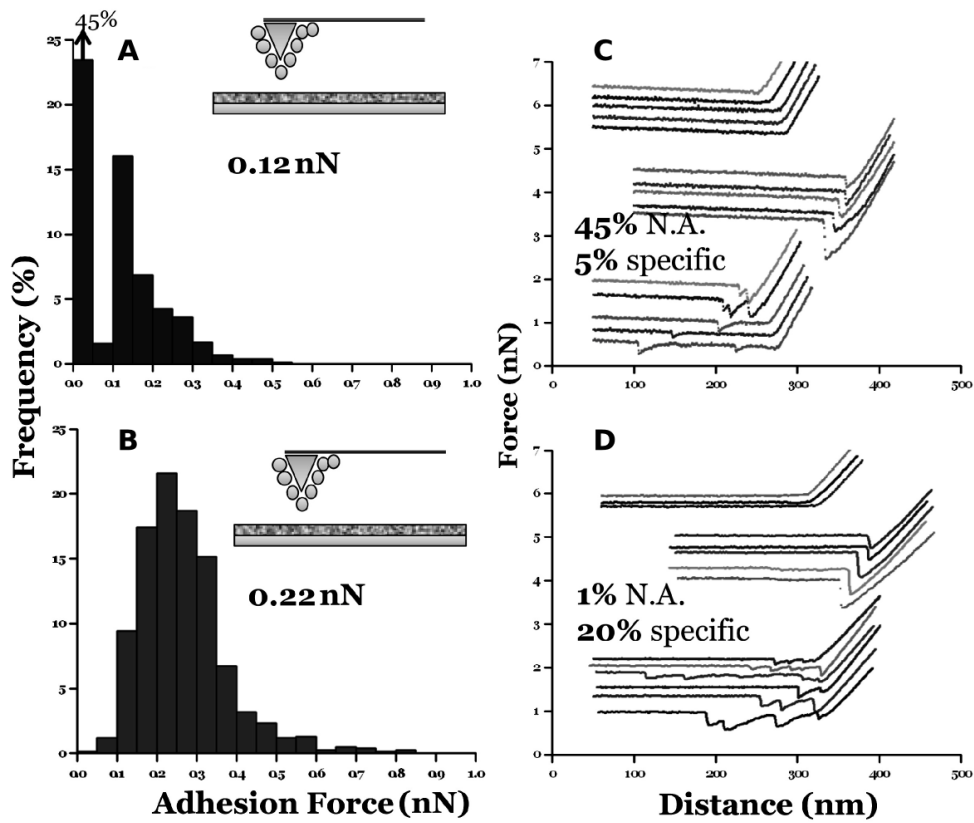 45%
A
25
20
15
10
5
0
0.0 0.1 0.2 0.3 0.4 0.5 0.6 0.7 0.8 0.9 1.0
0.12 nN
Frequency (%)
B
25
20
15
10
5
0
0.0 0.1 0.2 0.3 0.4 0.5 0.6 0.7 0.8 0.9 1.0
0.22 nN
Adhesion Force (nN)
C
7
6
5
4
3
2
1
0
0 100 200 300 400 500
45% N.A.
5% specific
Force (nN)
D
7
6
5
4
3
2
1
0
0 100 200 300 400 500
1% N.A.
20% specific
Distance (nm)